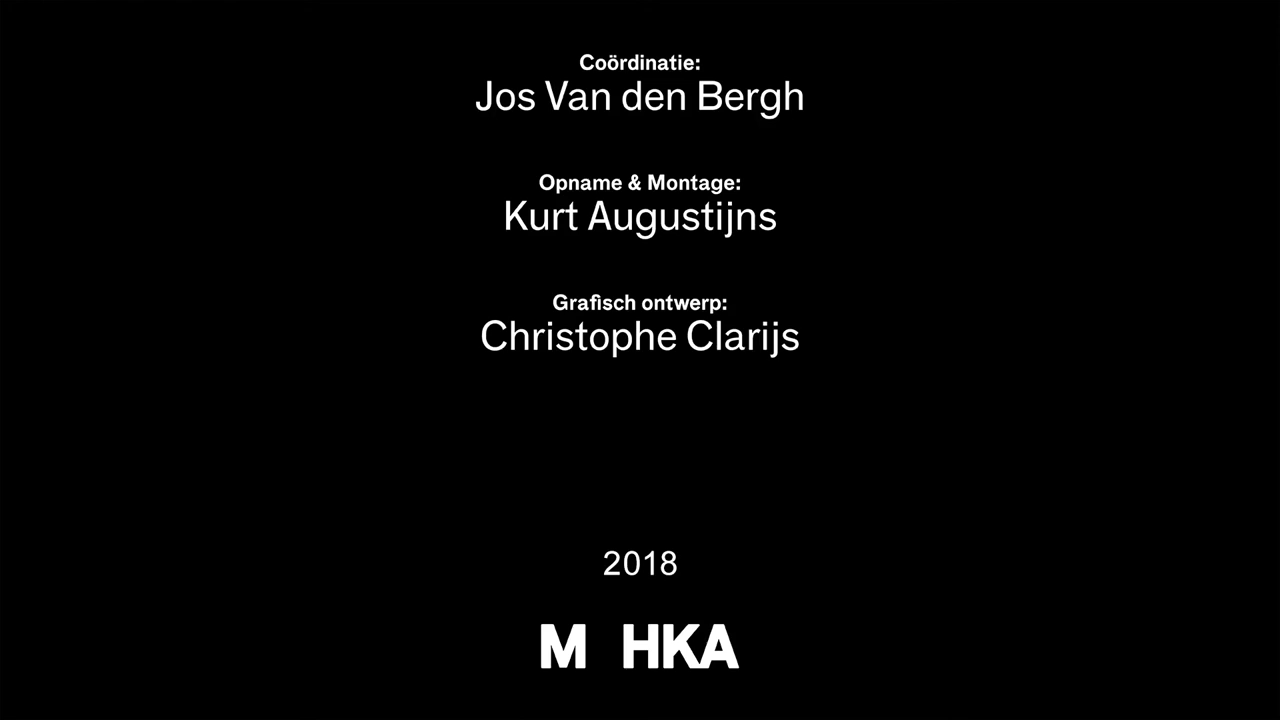 Coördinatie:
Jos Van den Bergh
Opname & Montage:
Kurt Augustijns
Grafisch ontwerp:
Christophe Clarijs
2018
M HKA